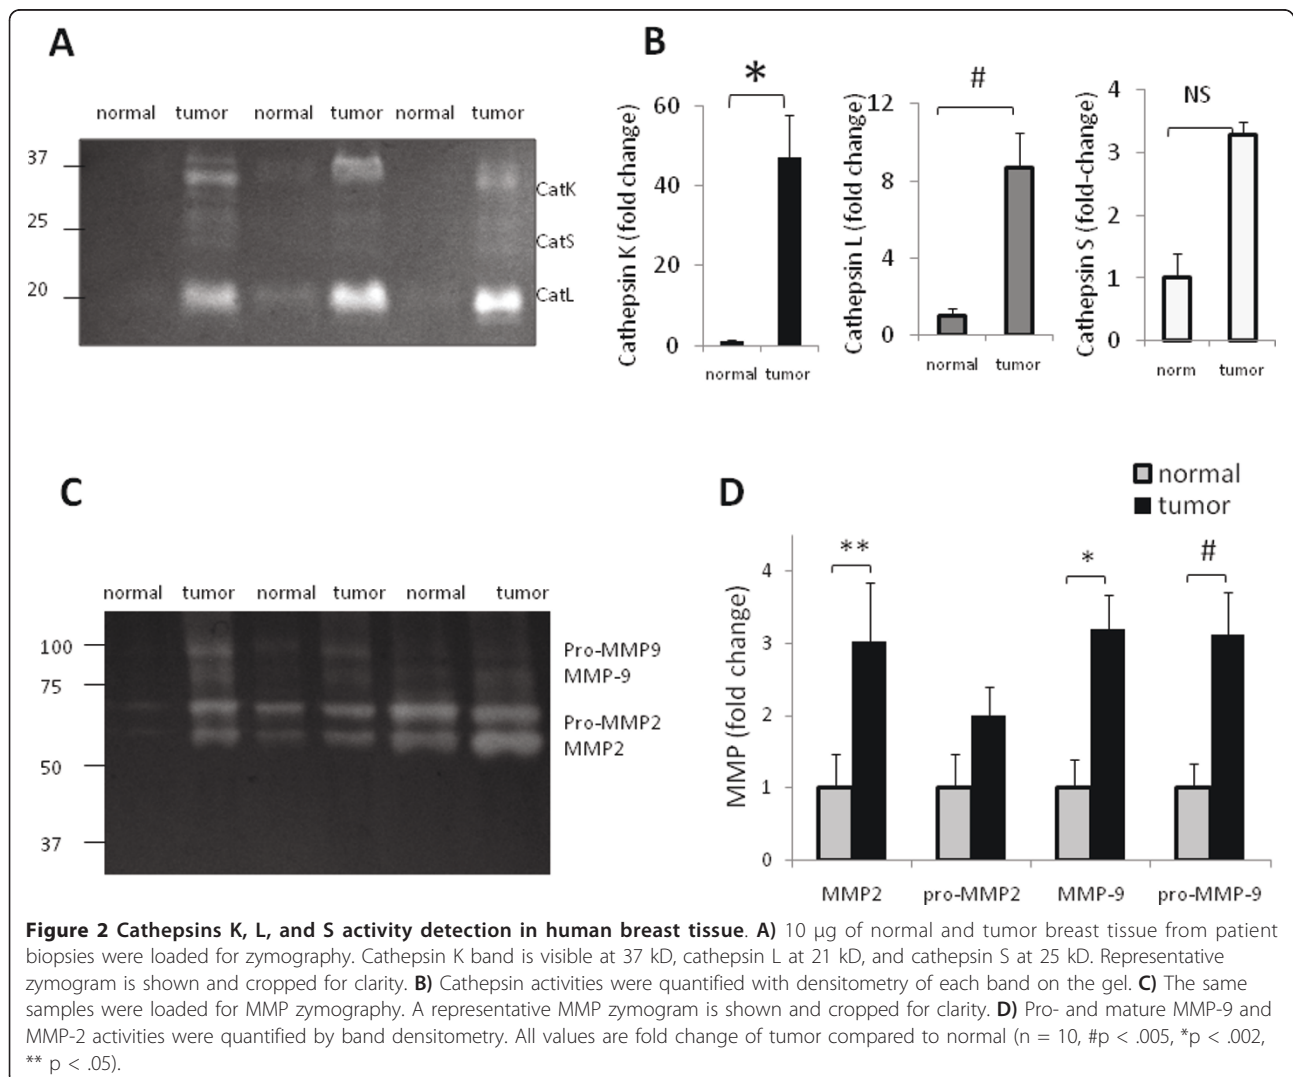 A
normal tumor normal tumor normal tumor
37
25
20
CatK
CatS
CatL
B
*
Cathepsin K (fold change)
60
40
20
0
normal tumor
#
Cathepsin L (fold change)
12
8
4
0
normal tumor
NS
Cathepsin S (fold-change)
4
3
2
1
0
norm tumor
C
normal tumor normal tumor normal tumor
100
75
50
37
Pro-MMP9
MMP-9
Pro-MMP2
MMP2
D
normal
tumor
MMP (fold change)
4
3
2
1
0
**
*
#
MMP2 pro-MMP2 MMP-9 pro-MMP-9
Figure 2 Cathepsins K, L, and S activity detection in human breast tissue. A) 10 μg of normal and tumor breast tissue from patient
biopsies were loaded for zymography. Cathepsin K band is visible at 37 kD, cathepsin L at 21 kD, and cathepsin S at 25 kD. Representative
zymogram is shown and cropped for clarity. B) Cathepsin activities were quantified with densitometry of each band on the gel. C) The same
samples were loaded for MMP zymography. A representative MMP zymogram is shown and cropped for clarity. D) Pro- and mature MMP-9 and
MMP-2 activities were quantified by band densitometry. All values are fold change of tumor compared to normal (n = 10, #p < .005, *p < .002,
** p < .05).